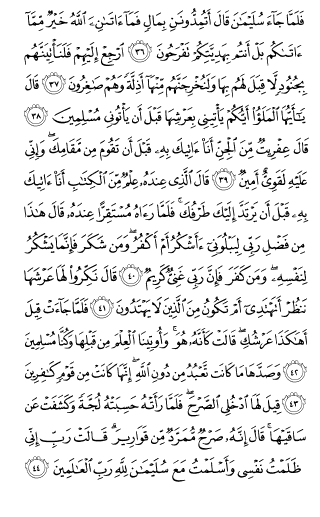 فَلَمَّا جَآءَ سُلَيْمَٰنَ قَالَ أَتُمِدُّونَنِ بِمَالٍ فَمَآ ءَاتَىٰنِۦَ ٱللَّهُ خَيْرٌ مِّمَّآ
ءَاتَىٰكُم بَلْ أَنتُم بِهَدِيَّتِكُمْ تَفْرَحُونَ ٣٦ ٱرْجِعْ إِلَيْهِمْ فَلَنَأْتِيَنَّهُم
بِجُنُودٍ لَّا قِبَلَ لَهُم بِهَا وَلَنُخْرِجَنَّهُم مِّنْهَآ أَذِلَّةً وَهُمْ صَٰغِرُونَ ٣٧ قَالَ
يَٰٓأَيُّهَا ٱلْمَلَؤُا۟ أَيُّكُمْ يَأْتِينِى بِعَرْشِهَا قَبْلَ أَن يَأْتُونِى مُسْلِمِينَ ٣٨
قَالَ عِفْرِيتٌ مِّنَ ٱلْجِنِّ أَنَا۠ ءَاتِيكَ بِهِۦ قَبْلَ أَن تَقُومَ مِن مَّقَامِكَ ۖ وَإِنِّى
عَلَيْهِ لَقَوِىٌّ أَمِينٌ ٣٩ قَالَ ٱلَّذِى عِندَهُۥ عِلْمٌ مِّنَ ٱلْكِتَٰبِ أَنَا۠ ءَاتِيكَ
بِهِۦ قَبْلَ أَن يَرْتَدَّ إِلَيْكَ طَرْفُكَ ۚ فَلَمَّا رَءَاهُ مُسْتَقِرًّا عِندَهُۥ قَالَ هَٰذَا
مِن فَضْلِ رَبِّى لِيَبْلُوَنِىٓ ءَأَشْكُرُ أَمْ أَكْفُرُ ۖ وَمَن شَكَرَ فَإِنَّمَا يَشْكُرُ
لِنَفْسِهِۦ ۖ وَمَن كَفَرَ فَإِنَّ رَبِّى غَنِىٌّ كَرِيمٌ ٤٠ قَالَ نَكِّرُوا۟ لَهَا عَرْشَهَا
نَنظُرْ أَتَهْتَدِىٓ أَمْ تَكُونُ مِنَ ٱلَّذِينَ لَا يَهْتَدُونَ ٤١ فَلَمَّا جَآءَتْ قِيلَ
أَهَٰكَذَا عَرْشُكِ ۖ قَالَتْ كَأَنَّهُۥ هُوَ ۚ وَأُوتِينَا ٱلْعِلْمَ مِن قَبْلِهَا وَكُنَّا مُسْلِمِينَ
٤٢ وَصَدَّهَا مَا كَانَت تَّعْبُدُ مِن دُونِ ٱللَّهِ ۖ إِنَّهَا كَانَتْ مِن قَوْمٍ كَٰفِرِينَ
٤٣ قِيلَ لَهَا ٱدْخُلِى ٱلصَّرْحَ ۖ فَلَمَّا رَأَتْهُ حَسِبَتْهُ لُجَّةً وَكَشَفَتْ عَن
سَاقَيْهَا ۚ قَالَ إِنَّهُۥ صَرْحٌ مُّمَرَّدٌ مِّن قَوَارِيرَ ۗ قَالَتْ رَبِّ إِنِّى
ظَلَمْتُ نَفْسِى وَأَسْلَمْتُ مَعَ سُلَيْمَٰنَ لِلَّهِ رَبِّ ٱلْعَٰلَمِينَ ٤٤